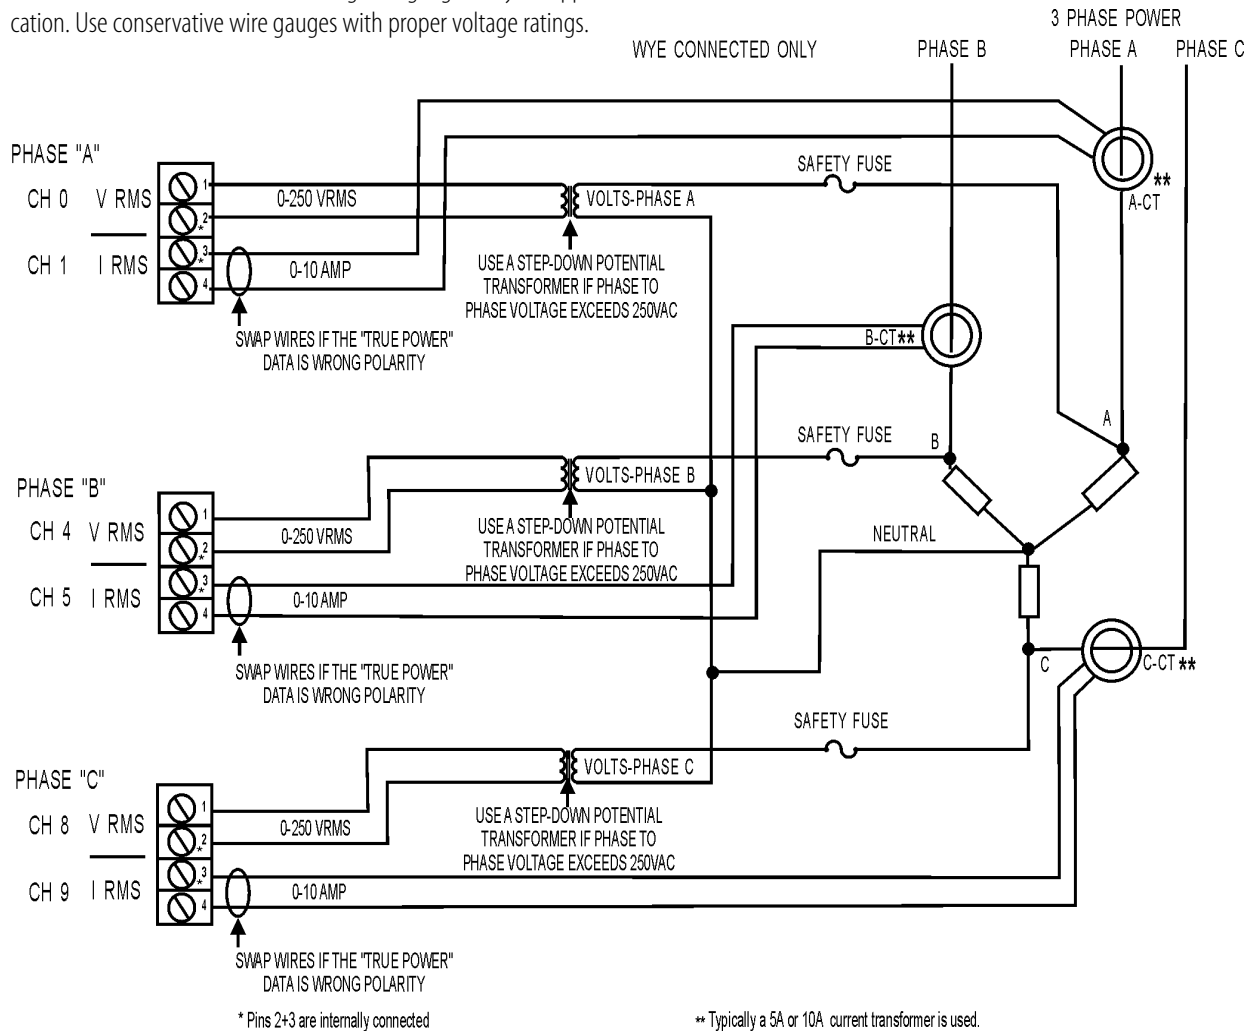 cation. Use conservative wire gauges with proper voltage ratings.
3 PHASE POWER
WYE CONNECTED ONLY
PHASE B
PHASE A
PHASE C
PHASE "A"
CH 0 V RMS
CH 1 I RMS
1
2
*
3
*
4
0-250 VRMS
0-10 AMP
VOLTS-PHASE A
SAFETY FUSE
A-CT
**
USE A STEP-DOWN POTENTIAL
TRANSFORMER IF PHASE TO
PHASE VOLTAGE EXCEEDS 250VAC
SWAP WIRES IF THE "TRUE POWER"
DATA IS WRONG POLARITY
B-CT**
A
B
SAFETY FUSE
PHASE "B"
CH 4 V RMS
CH 5 I RMS
1
2
*
3
*
4
0-250 VRMS
0-10 AMP
VOLTS-PHASE B
USE A STEP-DOWN POTENTIAL
TRANSFORMER IF PHASE TO
PHASE VOLTAGE EXCEEDS 250VAC
NEUTRAL
SWAP WIRES IF THE "TRUE POWER"
DATA IS WRONG POLARITY
C
C-CT **
SAFETY FUSE
PHASE "C"
CH 8 V RMS
CH 9 I RMS
1
2
*
3
*
4
0-250 VRMS
0-10 AMP
VOLTS-PHASE C
USE A STEP-DOWN POTENTIAL
TRANSFORMER IF PHASE TO
PHASE VOLTAGE EXCEEDS 250VAC
SWAP WIRES IF THE "TRUE POWER"
DATA IS WRONG POLARITY
* Pins 2+3 are internally connected
** Typically a 5A or 10A current transformer is used.